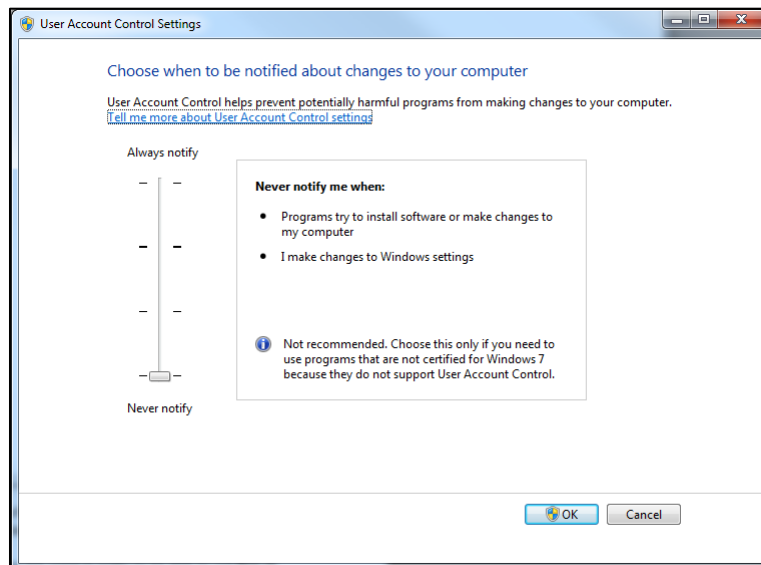 User Account Control Settings
Choose when to be notified about changes to your computer
User Account Control helps prevent potentially harmful programs from making changes to your computer.
Tell me more about User Account Control settings
Always notify
Never notify me when:
• Programs try to install software or make changes to
my computer
• I make changes to Windows settings
Not recommended. Choose this only if you need to
use programs that are not certified for Windows 7
because they do not support User Account Control.
Never notify
OK Cancel